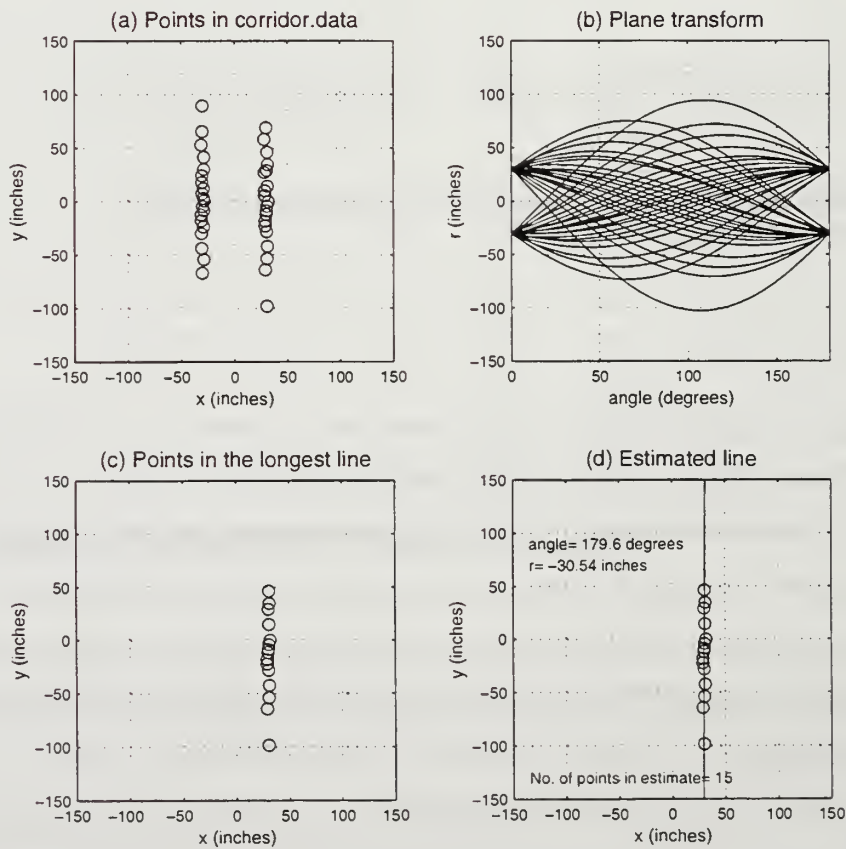 (a) Points in corridor.data
150
100
50
0
−50
−100
−150
−150 −100 −50 0 50 100 150
x (inches)
y (inches)
(b) Plane transform
150
100
50
0
−50
−100
−150
0 50 100 150
angle (degrees)
r (inches)
(c) Points in the longest line
150
100
50
0
−50
−100
−150
−150 −100 −50 0 50 100 150
x (inches)
y (inches)
(d) Estimated line
150
100
50
0
−50
−100
−150
−150 −100 −50 0 50 100 150
x (inches)
y (inches)
angle= 179.6 degrees
r= −30.54 inches
No. of points in estimate= 15